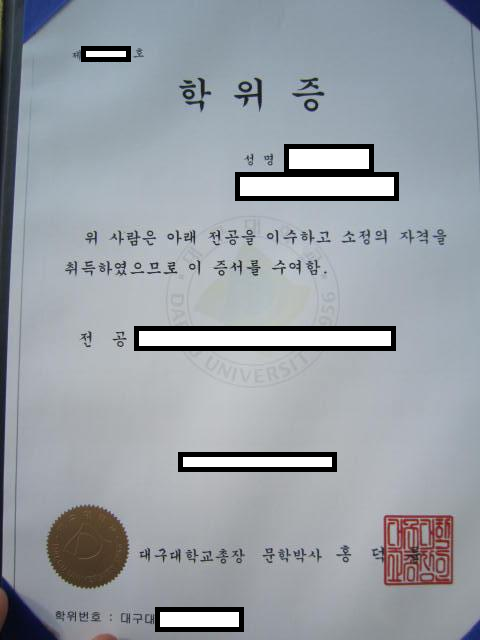 제 호
학위증
성명
위 사람은 아래 전공을 이수하고 소정의 자격을
취득하였으므로 이 증서를 수여함.
전 공
대구대학교총장 문학박사 홍 덕
학위번호 : 대구대